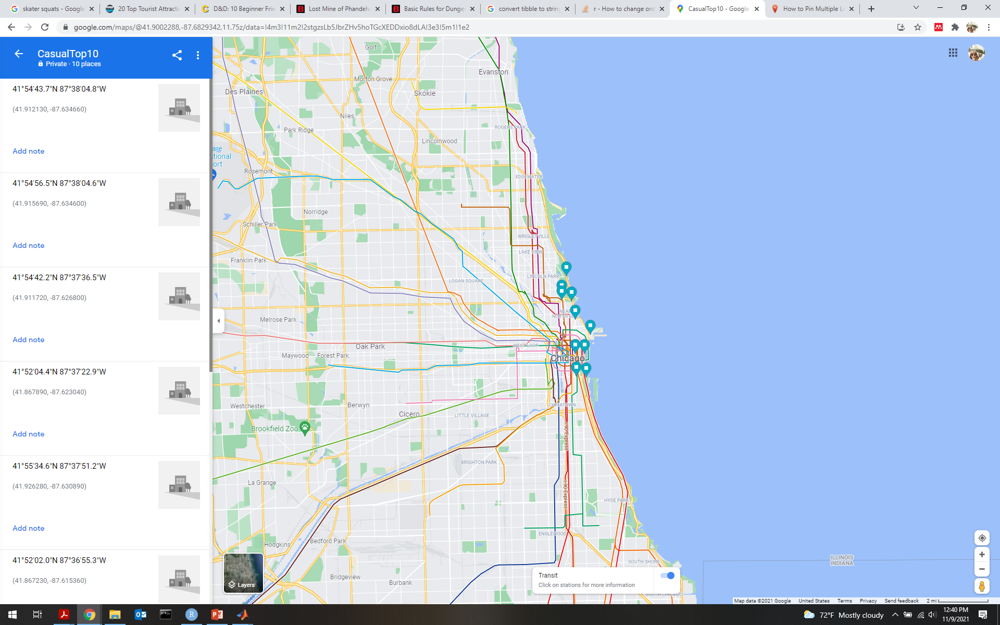 skater squats - Google
20 Top Tourist Attractic
D&D: 10 Beginner Frie
Lost Mine of Phandelv
Basic Rules for Dunge
convert tibble to string
r - How to change ord
CasualTop10 - Google
How to Pin Multiple Lo
google.com/maps/@41.9002288,-87.6829342,11.75z/data=!4m3!11m2!2stgzsLb5JbrZHv5hoTGcXEDDxio8dLA!3e3!5m1!1e2
CasualTop10
Private · 10 places
41°54'43.7"N 87°38'04.8"W
(41.912130, -87.634660)
Add note
41°54'56.5"N 87°38'04.6"W
(41.915690, -87.634600)
Add note
41°54'42.2"N 87°37'36.5"W
(41.911720, -87.626800)
Add note
41°52'04.4"N 87°37'22.9"W
(41.867890, -87.623040)
Add note
41°55'34.6"N 87°37'51.2"W
(41.926280, -87.630890)
Add note
41°52'02.0"N 87°36'55.3"W
(41.867230, -87.615360)
Golf
Evanston
Morton Grove
Des Plaines
Skokie
Niles
ROGERS PARK
Park Ridge
Lincolnwood
are
ational
ort
Rosemont
EDGEWATER
Norridge
Schiller Park
WRIGLEYVILLE
LAKE VIEW
Franklin Park
LINCOLN PARK
LOGAN SQUARE
NEAR
NORTH SIDE
Melrose Park
WEST LOOP
Oak Park
Maywood
Forest Park
Chicago
CHINATOWN
Westchester
Berwyn
Cicero
LITTLE VILLAGE
Brookfield Zoo
I-90 Express
BRIGHTON PARK
La Grange
I-90 Express
HYDE PARK
ENGLEWOOD
Hodgkins
Bedford Park
SOUTH SHORE
ILLINOIS
INDIANA
Bridgeview
Burbank
Layers
Transit
Click on stations for more information
SOUTH CHICAGO
Map data ©2021 Google
United States
Terms
Privacy
Send feedback
2 mi
72°F Mostly cloudy
12:40 PM
11/9/2021